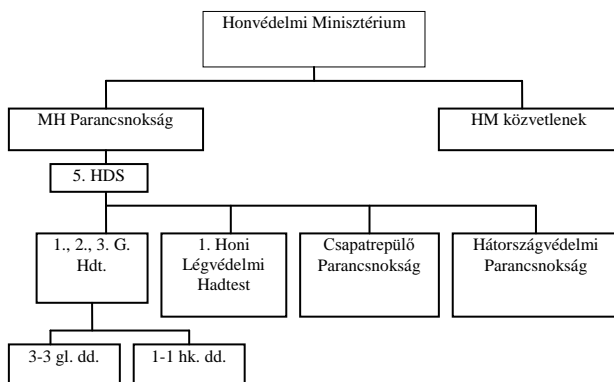 Honvédelmi Minisztérium
MH Parancsnokság
HM közvetlenek
5. HDS
1., 2., 3. G.
Hdt.
1. Honi
Légvédelmi
Hadtest
Csapatrepülő
Parancsnokság
Hátországvédelmi
Parancsnokság
3-3 gl. dd.
1-1 hk. dd.